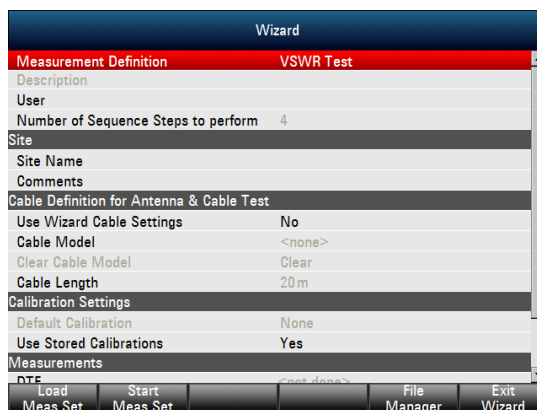 Wizard
Measurement Definition VSWR Test
Description
User
Number of Sequence Steps to perform 4
Site
Site Name
Comments
Cable Definition for Antenna & Cable Test
Use Wizard Cable Settings No
Cable Model <none>
Clear Cable Model Clear
Cable Length 20 m
Calibration Settings
Default Calibration None
Use Stored Calibrations Yes
Measurements
DTF <not done>
Load Start File Exit
Meas Set Meas Set Manager Wizard